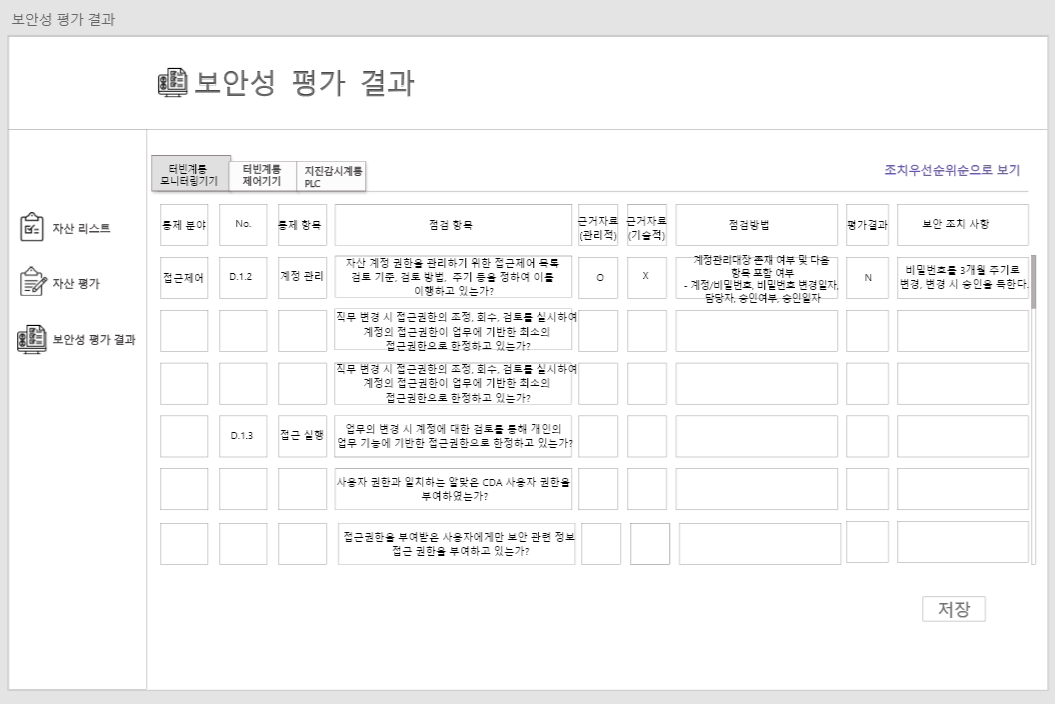 보안성 평가 결과
보안성 평가 결과
자산 리스트
자산 평가
보안성 평가 결과
터빈계통
모니터링기기
터빈계통
제어기기
지진감시계통
PLC
조치우선순위순으로 보기
통제 분야
No.
통제 항목
점검 항목
근거자료
(관리적)
근거자료
(기술적)
점검방법
평가결과
보안 조치 사항
접근제어
D.1.2
계정 관리
자산 계정 권한을 관리하기 위한 접근제어 목록
검토 기준, 검토 방법, 주기 등을 정하여 이를
이행하고 있는가?
O
X
계정관리대장 존재 여부 및 다음
항목 포함 여부
- 계정/비밀번호, 비밀번호 변경일자,
담당자, 승인여부, 승인일자
N
비밀번호를 3개월 주기로
변경, 변경 시 승인을 득한다.
직무 변경 시 접근권한의 조정, 회수, 검토를 실시하여
계정의 접근권한이 업무에 기반한 최소의
접근권한으로 한정하고 있는가?
직무 변경 시 접근권한의 조정, 회수, 검토를 실시하여
계정의 접근권한이 업무에 기반한 최소의
접근권한으로 한정하고 있는가?
D.1.3
접근 실행
업무의 변경 시 계정에 대한 검토를 통해 개인의
업무 기능에 기반한 접근권한으로 한정하고 있는가?
사용자 권한과 일치하는 알맞은 CDA 사용자 권한을
부여하였는가?
접근권한을 부여받은 사용자에게만 보안 관련 정보
접근 권한을 부여하고 있는가?
저장